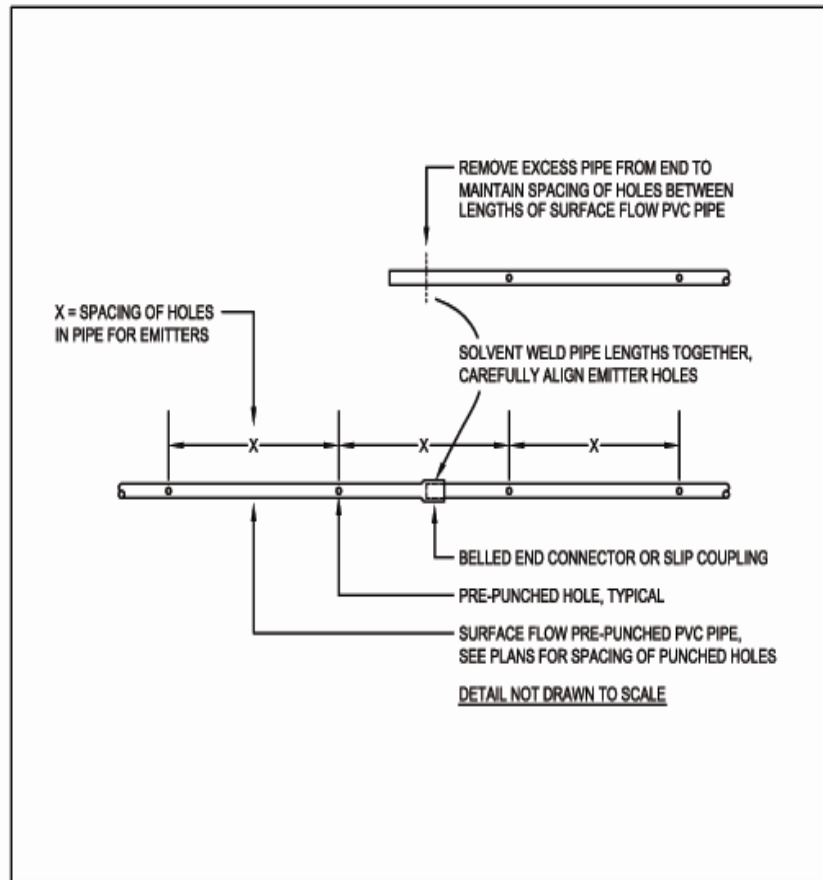 REMOVE EXCESS PIPE FROM END TO
MAINTAIN SPACING OF HOLES BETWEEN
LENGTHS OF SURFACE FLOW PVC PIPE
X = SPACING OF HOLES
IN PIPE FOR EMITTERS
SOLVENT WELD PIPE LENGTHS TOGETHER,
CAREFULLY ALIGN EMITTER HOLES
X X X
BELLED END CONNECTOR OR SLIP COUPLING
PRE-PUNCHED HOLE, TYPICAL
SURFACE FLOW PRE-PUNCHED PVC PIPE,
SEE PLANS FOR SPACING OF PUNCHED HOLES
DETAIL NOT DRAWN TO SCALE